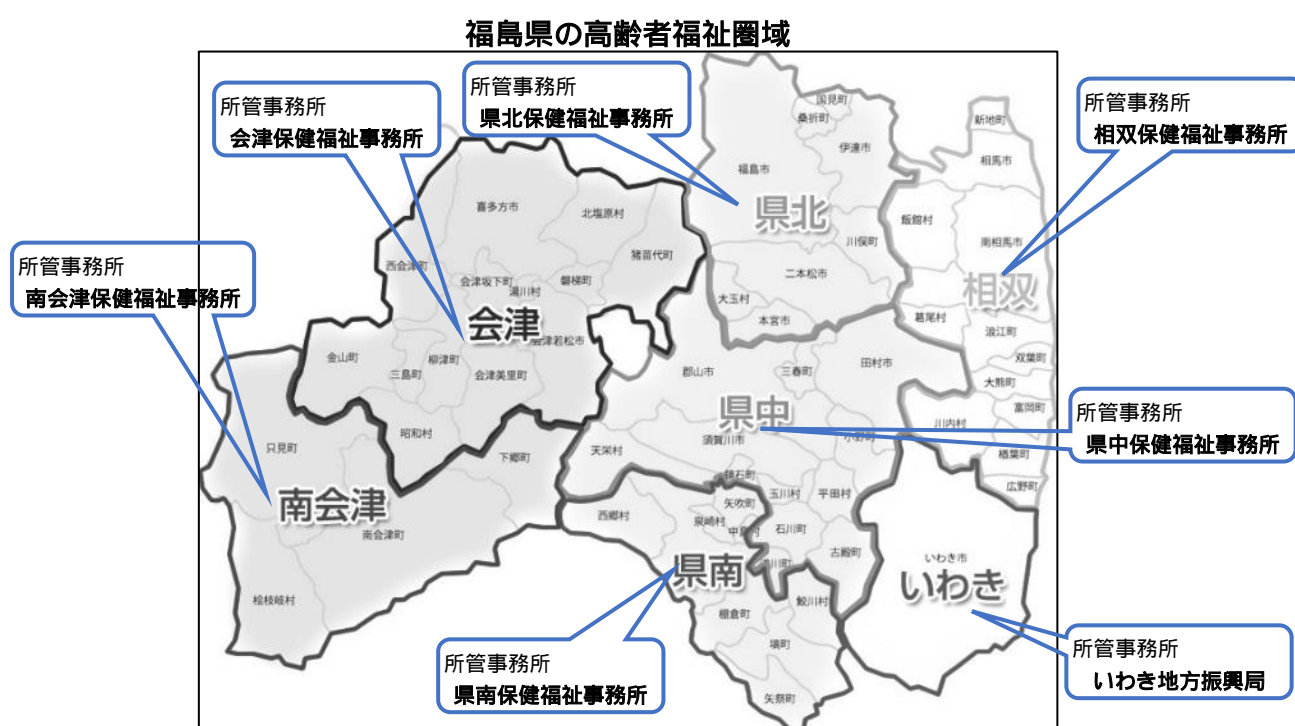 福島県の高齢者福祉圏域
所管事務所
会津保健福祉事務所
所管事務所
県北保健福祉事務所
所管事務所
相双保健福祉事務所
所管事務所
南会津保健福祉事務所
所管事務所
県中保健福祉事務所
所管事務所
県南保健福祉事務所
所管事務所
いわき地方振興局
県北
国見町
桑折町
伊達市
福島市
川俣町
二本松市
大玉村
本宮市
相双
新地町
相馬市
飯舘村
南相馬市
葛尾村
浪江町
双葉町
大熊町
富岡町
川内村
楢葉町
広野町
会津
喜多方市
北塩原村
西会津町
猪苗代町
会津坂下町
湯川村
磐梯町
会津若松市
金山町
柳津町
三島町
会津美里町
昭和村
南会津
只見町
下郷町
南会津町
桧枝岐村
県中
郡山市
三春町
田村市
須賀川市
小野町
天栄村
鏡石町
玉川村
平田村
石川町
古殿町
県南
西郷村
矢吹町
泉崎村
中島村
鮫川村
棚倉町
塙町
矢祭町
いわき市
いわき